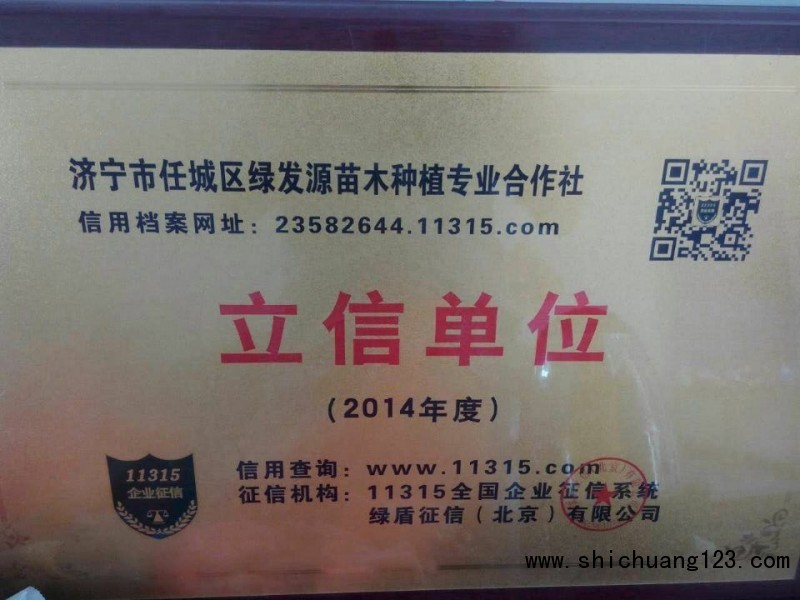 济宁市任城区绿发源苗木种植专业合作社
信用档案网址：23582644.11315.com
立信单位
（2014年度）
11315
企业征信
信用查询：www.11315.com
征信机构：11315全国企业征信系统
绿盾征信（北京）有限公司
www.shichuang123.com